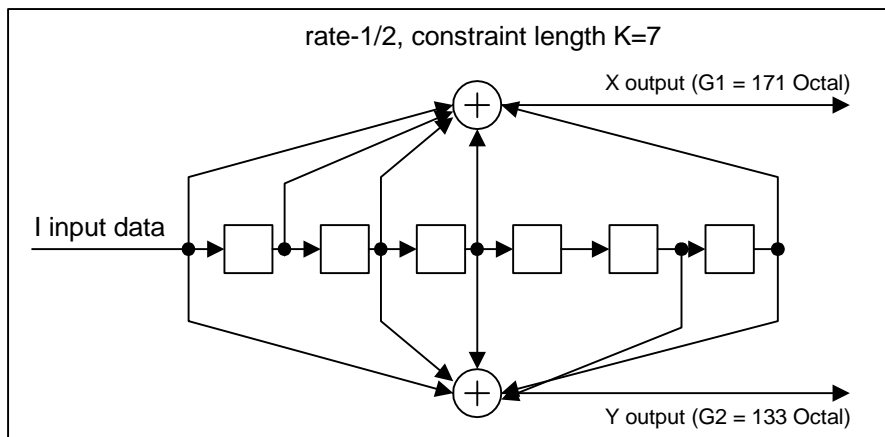 rate-1/2, constraint length K=7
X output (G1 = 171 Octal)
I input data
Y output (G2 = 133 Octal)